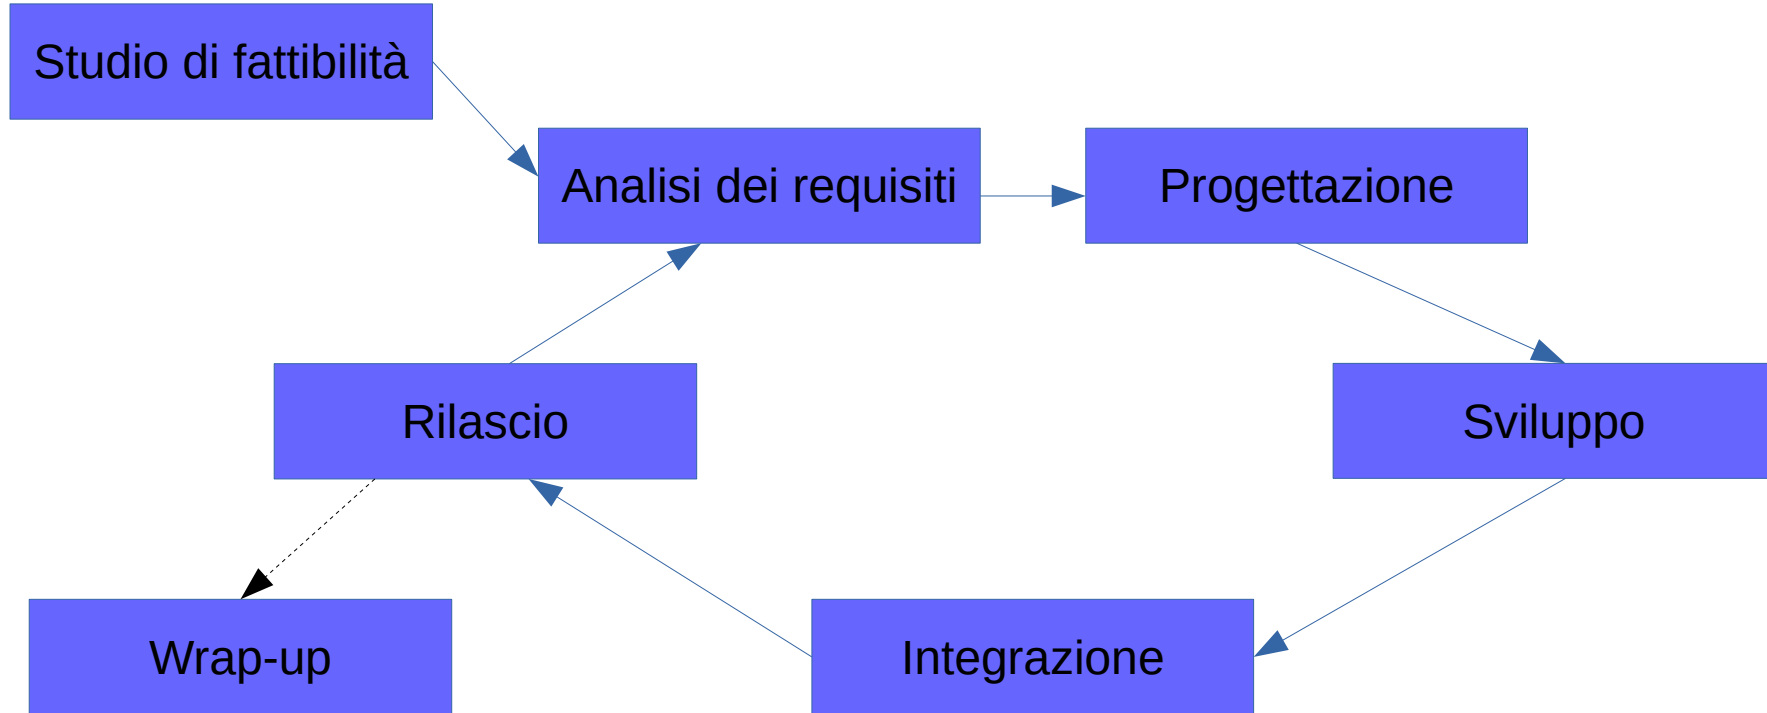 Studio di fattibilità
Analisi dei requisiti
Progettazione
Rilascio
Sviluppo
Wrap-up
Integrazione